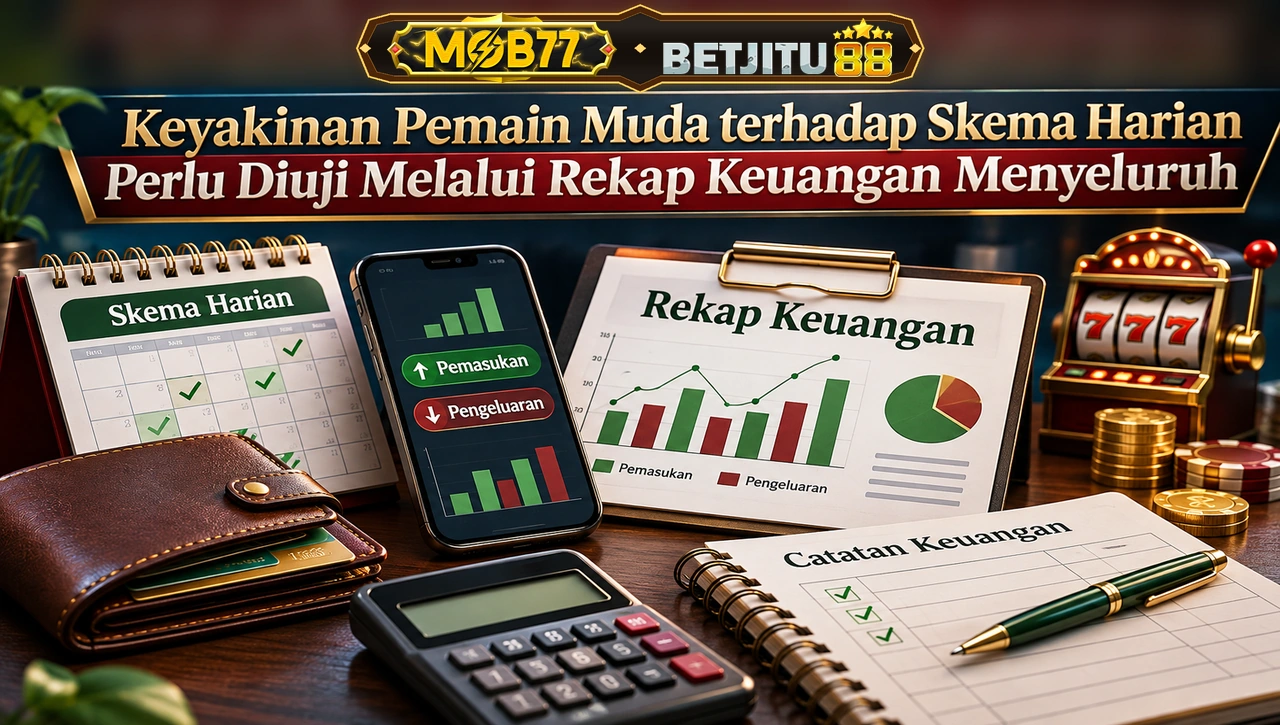 MOB77
BETJITU88
Keyakinan Pemain Muda terhadap Skema Harian
Perlu Diuji Melalui Rekap Keuangan Menyeluruh
Skema Harian
↑ Pemasukan
↓ Pengeluaran
Rekap Keuangan
Pemasukan
Pengeluaran
777
Catatan Keuangan